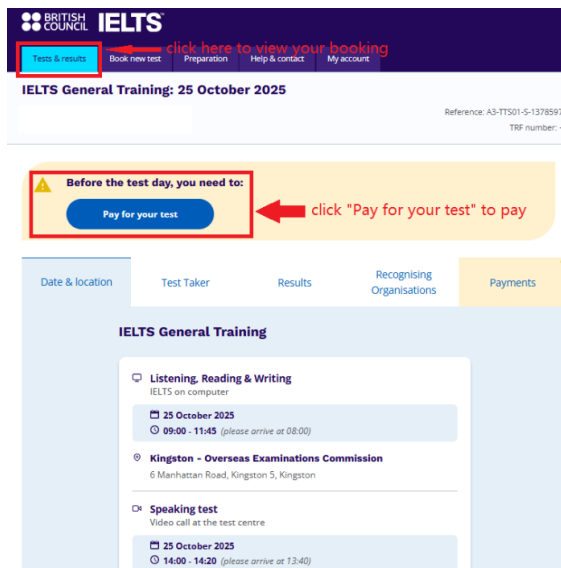 BRITISH COUNCIL IELTS
click here to view your booking
Tests & results Book new test Preparation Help & contact My account
IELTS General Training: 25 October 2025
Reference: A3-TTS01-S-1378597
TRF number: -
Before the test day, you need to:
Pay for your test
click "Pay for your test" to pay
Date & location Test Taker Results Recognising Organisations Payments
IELTS General Training
Listening, Reading & Writing
IELTS on computer
25 October 2025
09:00 - 11:45 (please arrive at 08:00)
Kingston - Overseas Examinations Commission
6 Manhattan Road, Kingston 5, Kingston
Speaking test
Video call at the test centre
25 October 2025
14:00 - 14:20 (please arrive at 13:40)